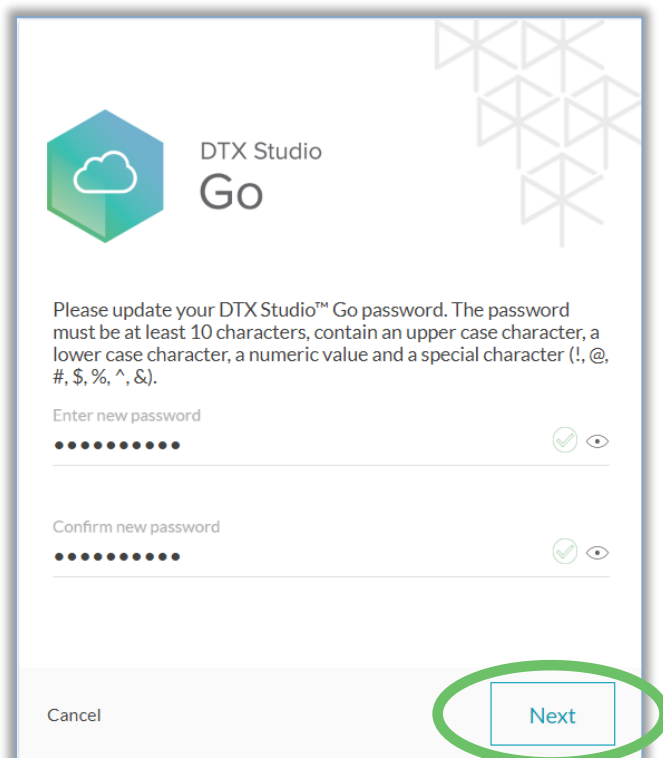 DTX Studio
Go
Please update your DTX Studio™ Go password. The password
must be at least 10 characters, contain an upper case character, a
lower case character, a numeric value and a special character (!, @,
#, $, %, ^, &).
Enter new password
••••••••••
Confirm new password
••••••••••
Cancel
Next